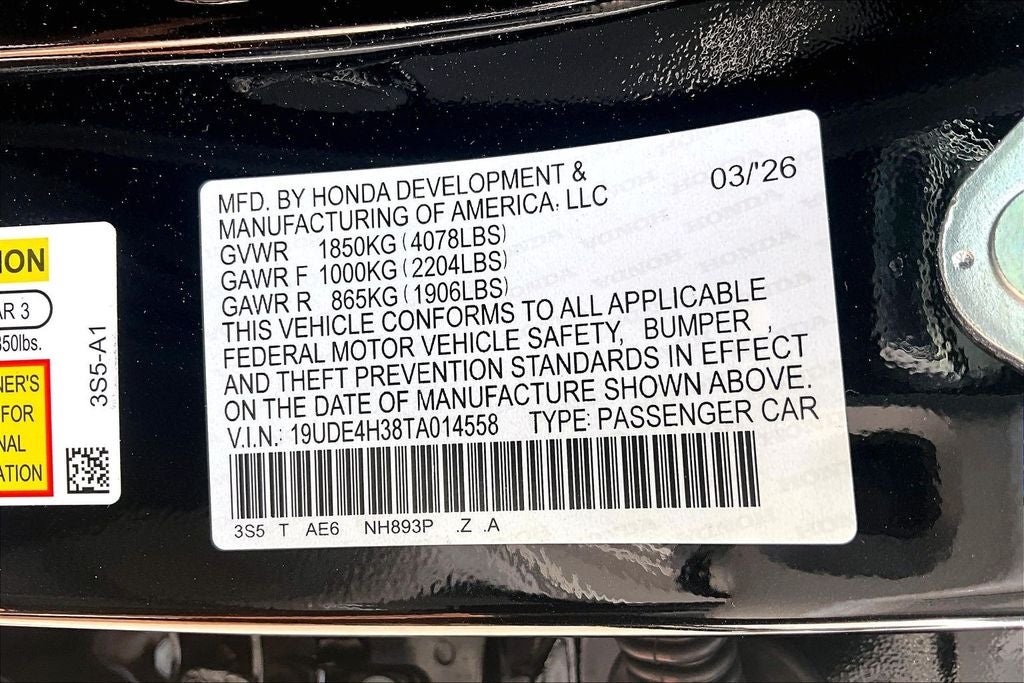 ION
AR 3
350lbs.
NER'S
FOR
NAL
ATION
3S5-A1
MFD. BY HONDA DEVELOPMENT &
MANUFACTURING OF AMERICA, LLC
03/'26
GVWR 1850KG (4078LBS)
GAWR F 1000KG (2204LBS)
GAWR R 865KG (1906LBS)
THIS VEHICLE CONFORMS TO ALL APPLICABLE
FEDERAL MOTOR VEHICLE SAFETY, BUMPER ,
AND THEFT PREVENTION STANDARDS IN EFFECT
ON THE DATE OF MANUFACTURE SHOWN ABOVE.
V.I.N.: 19UDE4H38TA014558 TYPE: PASSENGER CAR
3S5 T AE6 NH893P .Z .A